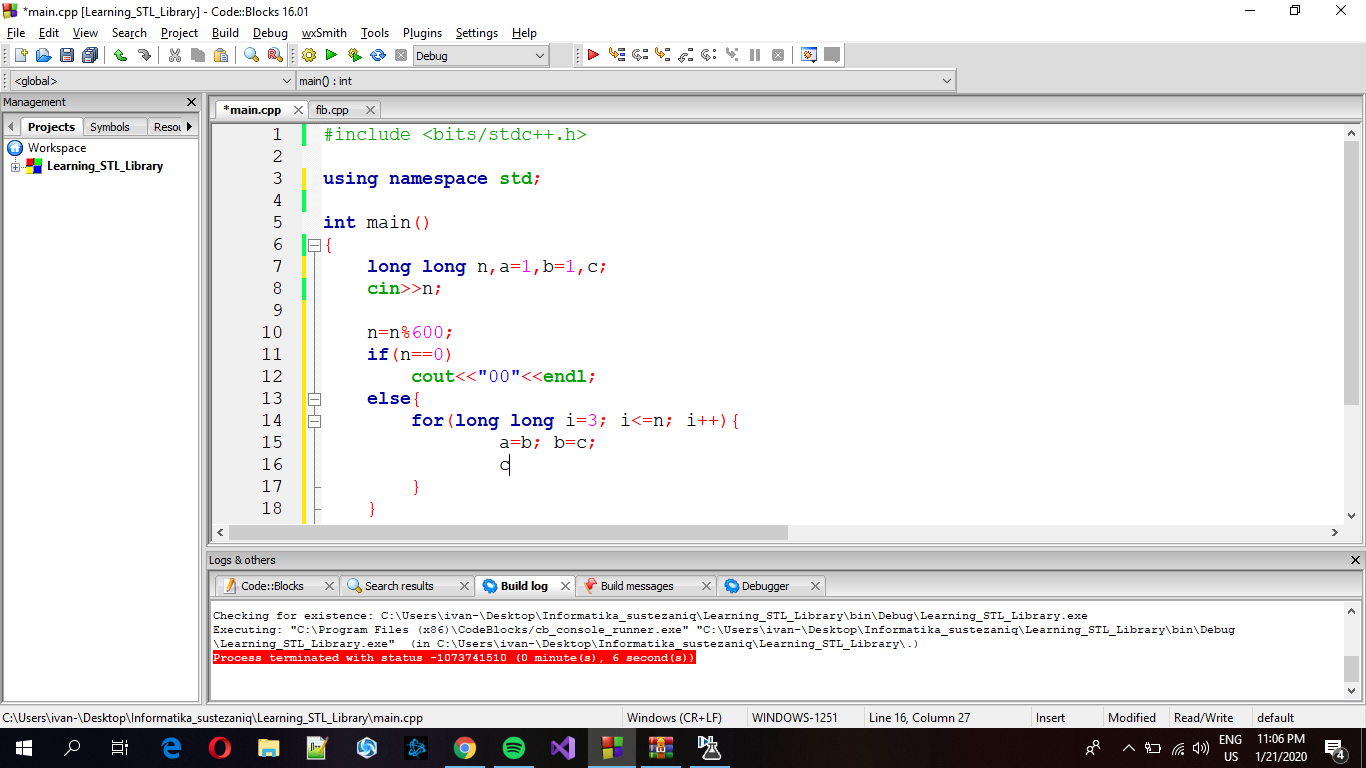 *main.cpp [Learning_STL_Library] - Code::Blocks 16.01
File Edit View Search Project Build Debug wxSmith Tools Plugins Settings Help
Debug
<global> main() : int
Management
Projects Symbols Resou
Workspace
Learning_STL_Library
*main.cpp fib.cpp
1 #include <bits/stdc++.h>
2
3 using namespace std;
4
5 int main()
6 {
7 long long n,a=1,b=1,c;
8 cin>>n;
9
10 n=n%600;
11 if(n==0)
12 cout<<"00"<<endl;
13 else{
14 for(long long i=3; i<=n; i++){
15 a=b; b=c;
16 c
17 }
18 }
Logs & others
Code::Blocks Search results Build log Build messages Debugger
Checking for existence: C:\Users\ivan-\Desktop\Informatika_sustezaniq\Learning_STL_Library\bin\Debug\Learning_STL_Library.exe
Executing: "C:\Program Files (x86)\CodeBlocks/cb_console_runner.exe" "C:\Users\ivan-\Desktop\Informatika_sustezaniq\Learning_STL_Library\bin\Debug
\Learning_STL_Library.exe"  (in C:\Users\ivan-\Desktop\Informatika_sustezaniq\Learning_STL_Library\.)
Process terminated with status -1073741510 (0 minute(s), 6 second(s))
C:\Users\ivan-\Desktop\Informatika_sustezaniq\Learning_STL_Library\main.cpp Windows (CR+LF) WINDOWS-1251 Line 16, Column 27 Insert Modified Read/Write default
ENG 11:06 PM
US 1/21/2020 4